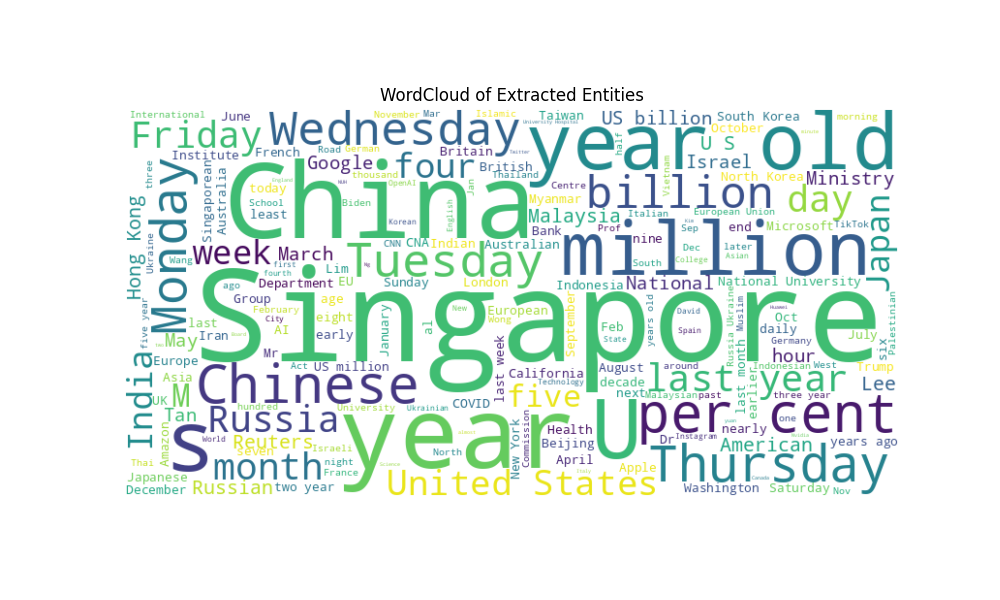 WordCloud of Extracted Entities
International
June
November
Mar
Islamic
Taiwan
US billion
South Korea
morning
Friday
Wednesday
year old
October
U S
Institute
French
Road
German
Google
four
Britain
British
Twitter
half
Israel
three
thousand
Thailand
Vietnam
North Korea
Ministry
Monday
Singaporean
Australia
today
OpenAI
School
Biden
least
China
English
Jan
Centre
Myanmar
billion
day
Malaysia
Italian
European Union
Microsoft
TikTok
Hong Kong
Ukraine
Korean
Bank
Prof
Sep
end
Japan
week
March
CNN
CNA
Indian
Australian
nine
million
Dec
later
Asian
Wang
first
fourth
Lim
Tuesday
South
College
ago
Department
EU
Sunday
London
Indonesia
National
National University
Group
age
Singapore
February
City
eight
AI
early
January
al
New
European
Wong
September
Feb
State
David
Spain
years old
Russia Ukraine
Muslim
Huawei
Oct
daily
Germany
July
six
Palestinian
five year
last
May
Iran
Mr
Europe
Act
US million
last week
California
Technology
August
decade
around
last month
Indonesian
West
hour
Trump
India
Asia
M
UK
Chinese
five
next
last year
Malaysian
past
earlier
three year
Lee
Tan
hundred
Russia
University
Ukrainian
COVID
year
U
per cent
one
Amazon
s
World
Reuters
seven
Israeli
New York
Commission
Health
Beijing
Dr
Instagram
nearly
American
years ago
Thai
month
night
France
North
April
Thursday
Japanese
December
Russian
two year
United States
Apple
Washington
Saturday
Nov
Canada